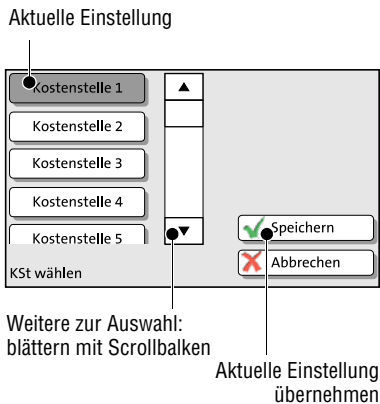 Aktuelle Einstellung
Kostenstelle 1
Kostenstelle 2
Kostenstelle 3
Kostenstelle 4
Kostenstelle 5
Speichern
Abbrechen
KSt wählen
Weitere zur Auswahl:
blättern mit Scrollbalken
Aktuelle Einstellung
übernehmen